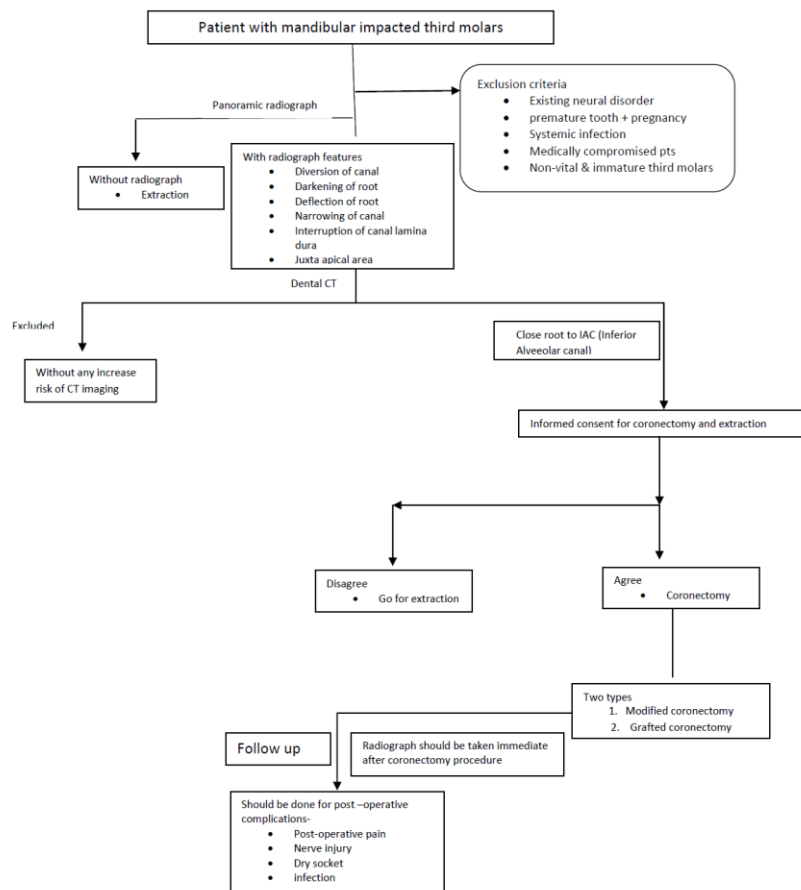 Patient with mandibular impacted third molars
Exclusion criteria
• Existing neural disorder
• premature tooth + pregnancy
• Systemic infection
• Medically compromised pts
• Non-vital & immature third molars
Panoramic radiograph
Without radiograph
• Extraction
With radiograph features
• Diversion of canal
• Darkening of root
• Deflection of root
• Narrowing of canal
• Interruption of canal lamina
dura
• Juxta apical area
Dental CT
Excluded
Close root to IAC (Inferior
Alveolar canal)
Without any increase
risk of CT imaging
Informed consent for coronectomy and extraction
Disagree
• Go for extraction
Agree
• Coronectomy
Two types
1. Modified coronectomy
2. Grafted coronectomy
Follow up
Radiograph should be taken immediate
after coronectomy procedure
Should be done for post –operative
complications-
• Post-operative pain
• Nerve injury
• Dry socket
• infection